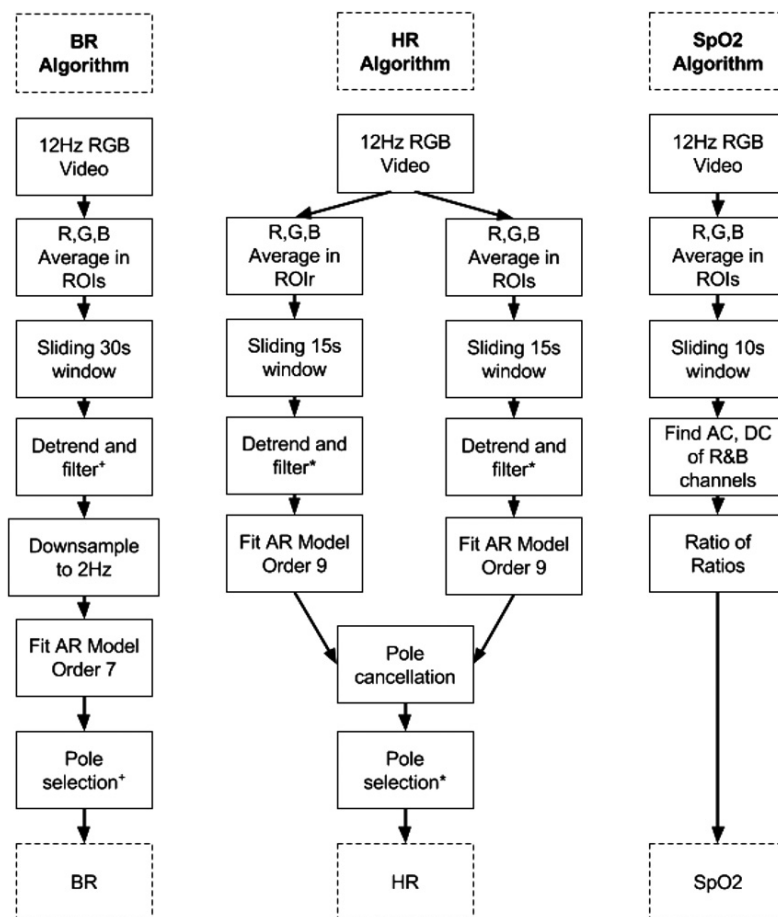 BR
Algorithm
12Hz RGB
Video
R,G,B
Average in
ROIs
Sliding 30s
window
Detrend and
filter⁺
Downsample
to 2Hz
Fit AR Model
Order 7
Pole
selection⁺
BR
HR
Algorithm
12Hz RGB
Video
R,G,B
Average in
ROIr
Sliding 15s
window
Detrend and
filter*
Fit AR Model
Order 9
R,G,B
Average in
ROIs
Sliding 15s
window
Detrend and
filter*
Fit AR Model
Order 9
Pole
cancellation
Pole
selection*
HR
SpO2
Algorithm
12Hz RGB
Video
R,G,B
Average in
ROIs
Sliding 10s
window
Find AC, DC
of R&B
channels
Ratio of
Ratios
SpO2